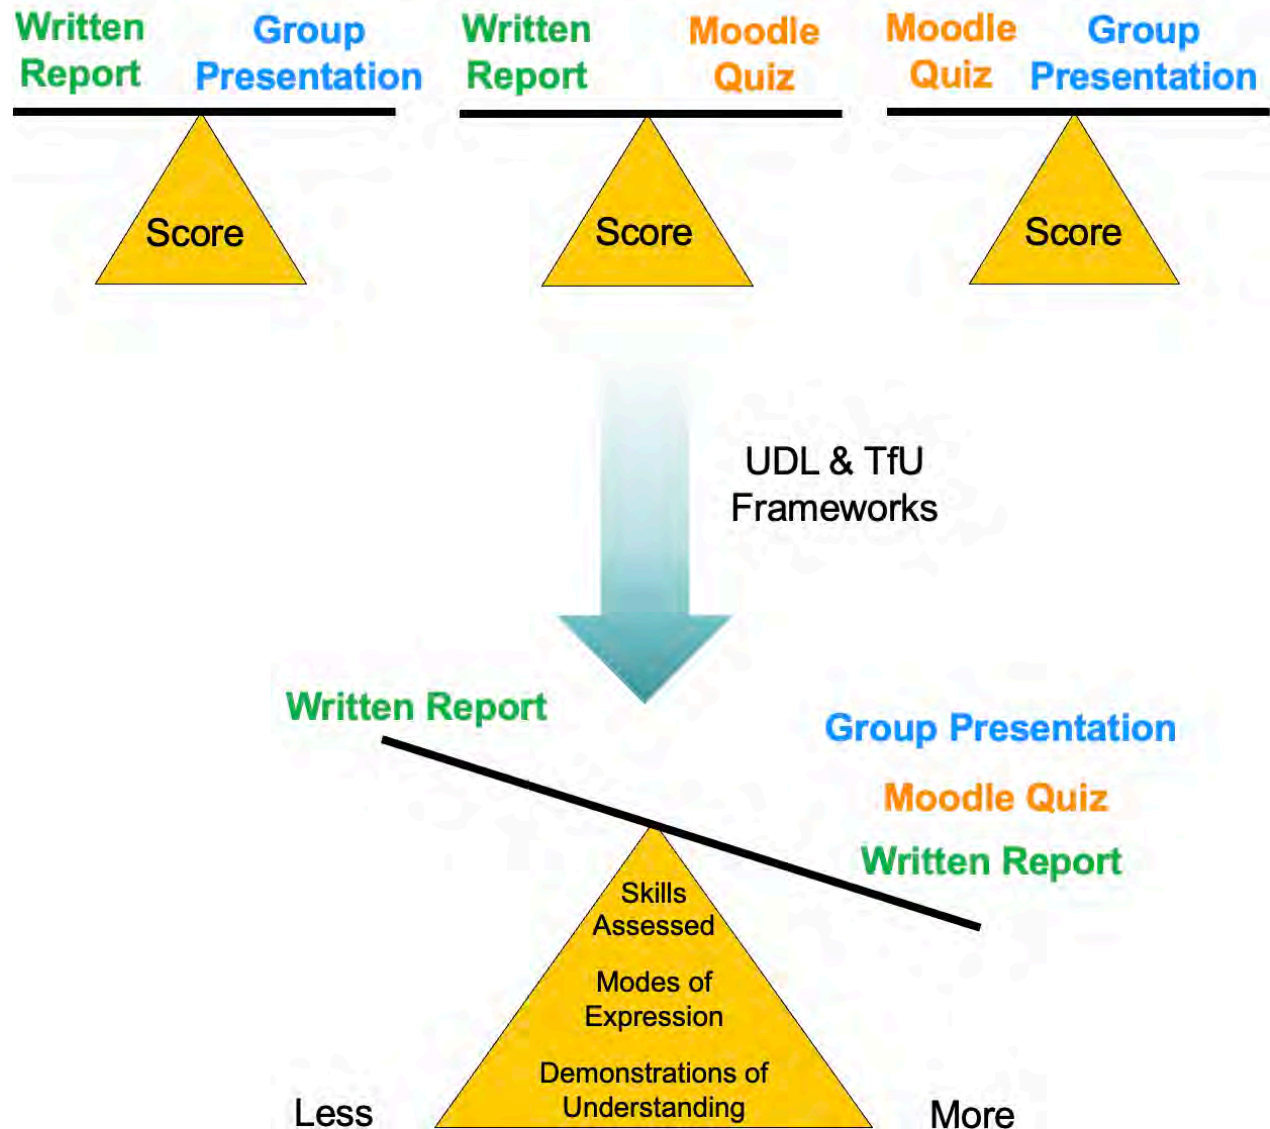 Written
Report
Group
Presentation
Written
Report
Moodle
Quiz
Moodle
Quiz
Group
Presentation
Score
Score
Score
UDL & TfU
Frameworks
Written Report
Group Presentation
Moodle Quiz
Written Report
Skills
Assessed
Modes of
Expression
Demonstrations of
Understanding
Less
More